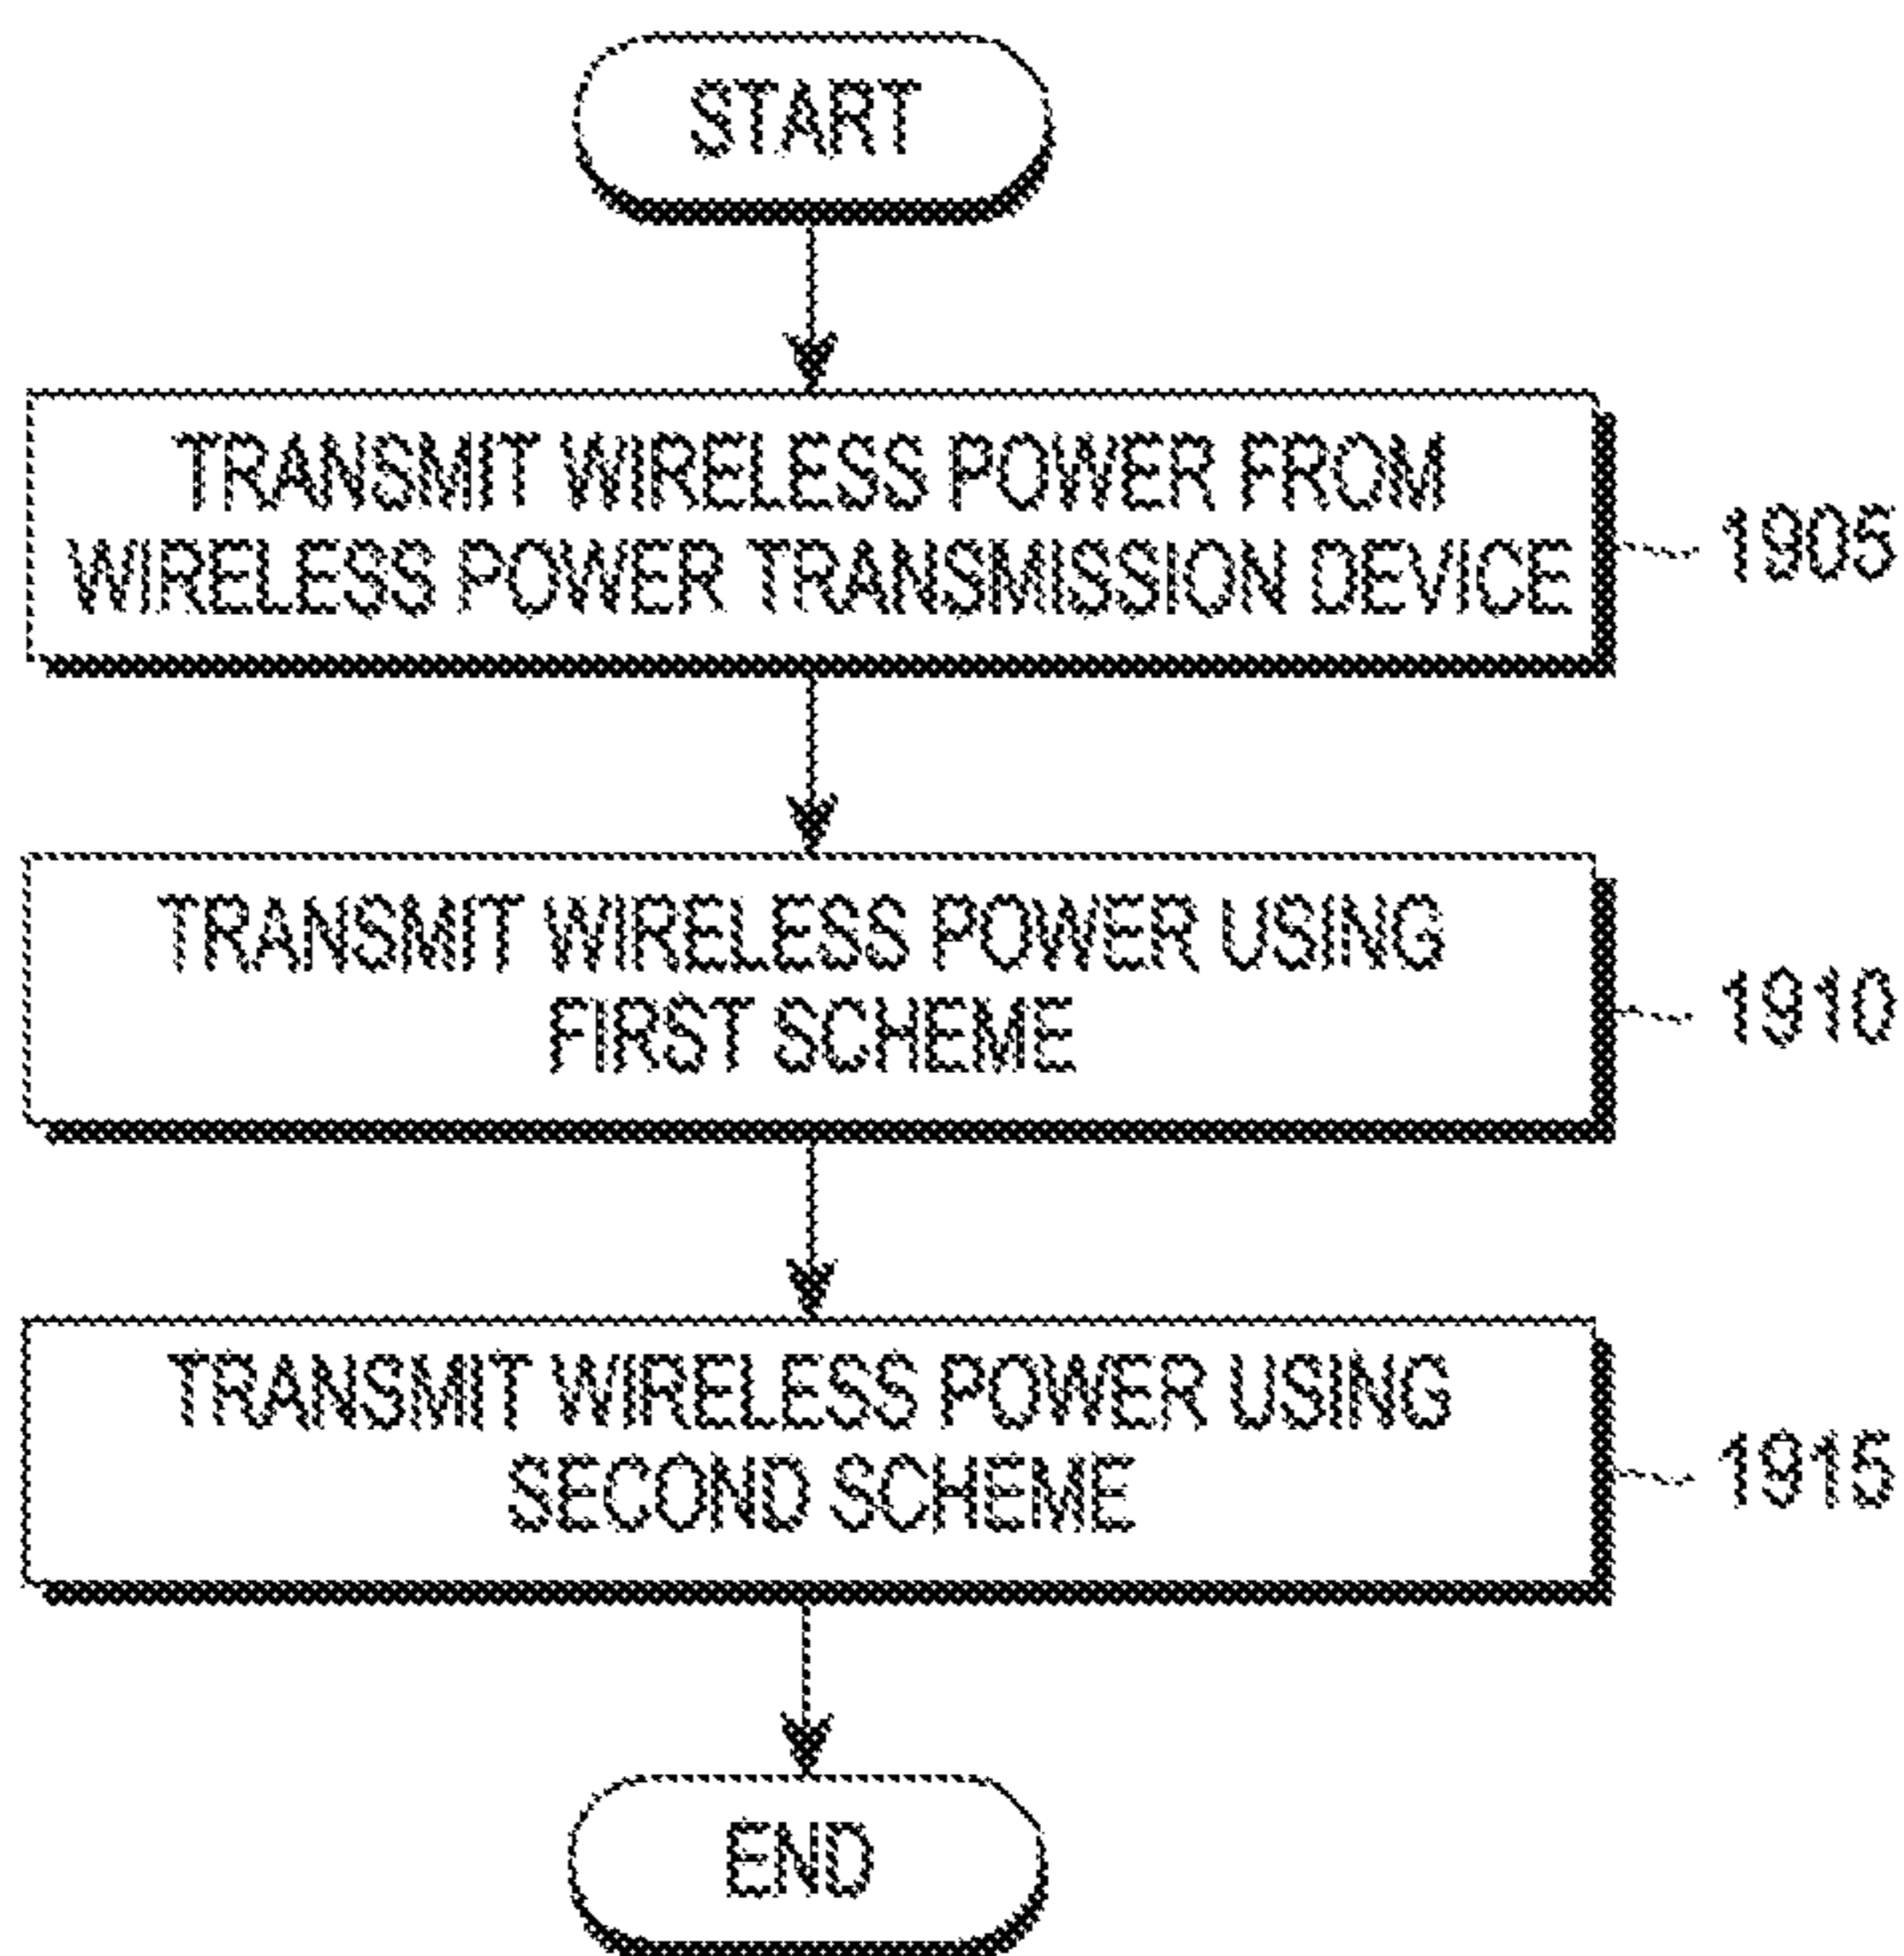 START
TRANSMIT WIRELESS POWER FROM
WIRELESS POWER TRANSMISSION DEVICE
1905
TRANSMIT WIRELESS POWER USING
FIRST SCHEME
1910
TRANSMIT WIRELESS POWER USING
SECOND SCHEME
1915
END